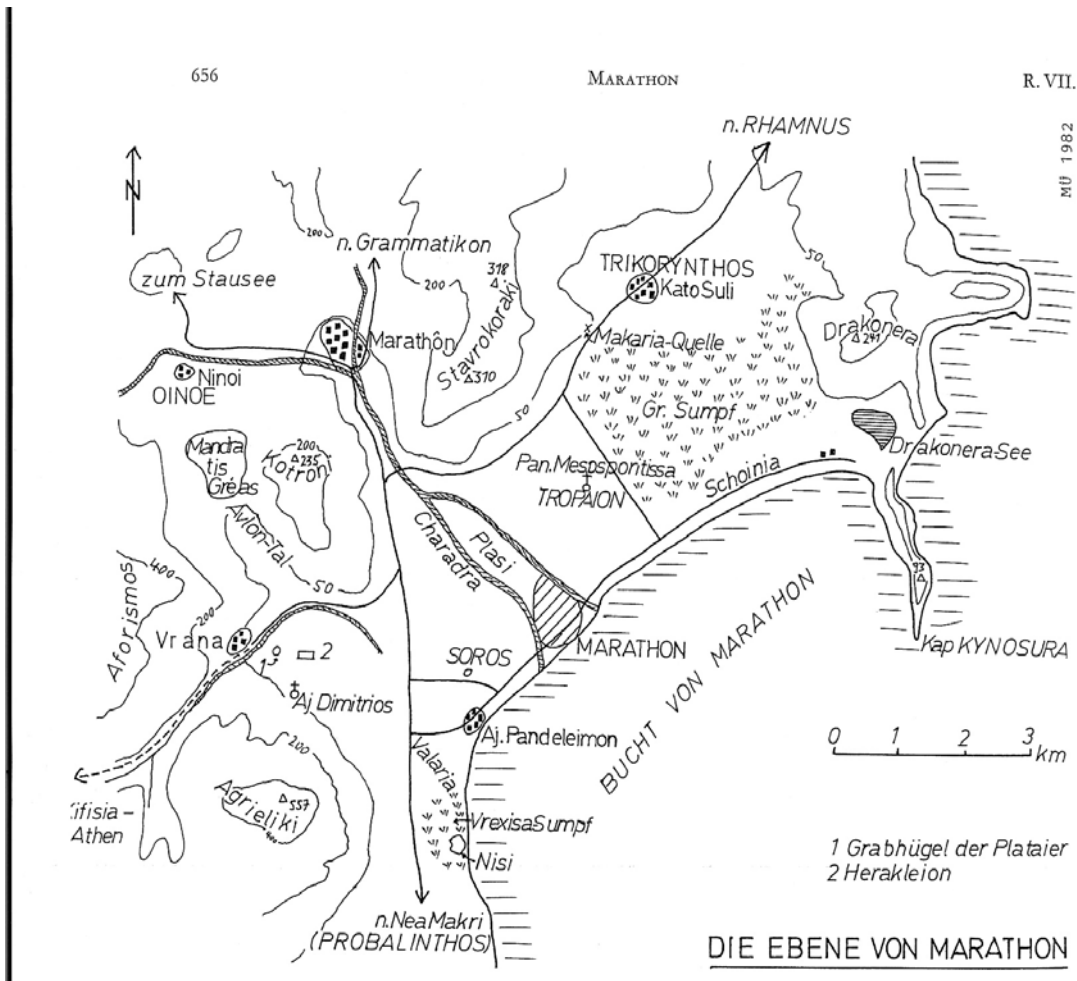 656
MARATHON
R. VII.
MÜ 1982
n. RHAMNUS
N
200
n. Grammatikon
zum Stausee
318
200
50
TRIKORYNTHOS
Kato Suli
Stavrokoraki
310
Marathôn
Makaria-Quelle
Drakonera
241
Ninoi
OINOE
50
Gr. Sumpf
Drakonera-See
Mandra
tis
Gréas
200
235
Kotroni
Pan. Mesosporitissa
TROPAION
Schoinia
Avlon-Tal
Charadra
Plasi
50
400
200
Aforismos
93
Vrana
1
2
SOROS
MARATHON
Kap KYNOSURA
Aj. Dimitrios
BUCHT VON MARATHON
Aj. Pandeleimon
0 1 2 3
km
200
Valaria
Agrieliki
557
400
ifisia-
Athen
Vrexisa Sumpf
Nisi
1 Grabhügel der Plataier
2 Herakleion
n. Nea Makri
(PROBALINTHOS)
DIE EBENE VON MARATHON